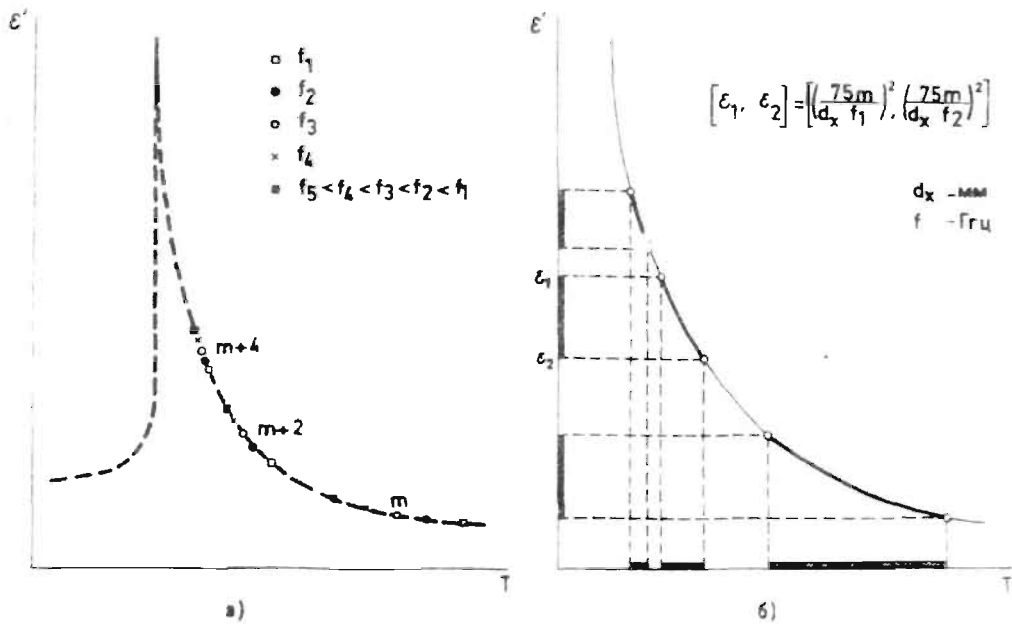 ε'
f₁
f₂
f₃
f₄
f₅ < f₄ < f₃ < f₂ < f₁
m+4
m+2
m
T
а)
ε'
[ε₁, ε₂] = [(75m / dₓ f₁)², (75m / dₓ f₂)²]
dₓ – мм
f – Ггц
ε₁
ε₂
T
б)